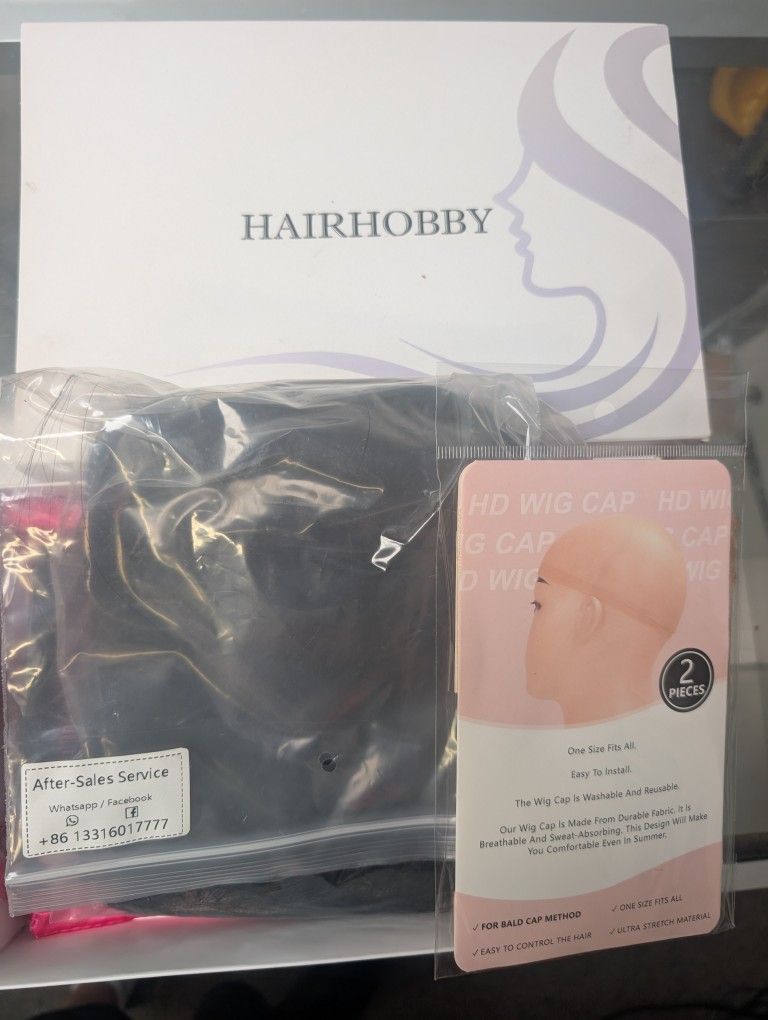 HAIRHOBBY
HD WIG CAP HD WI
G CAP CAP
D WIG WIG
2
PIECES
One Size Fits All.
Easy To Install.
The Wig Cap Is Washable And Reusable.
Our Wig Cap Is Made From Durable Fabric, It Is
Breathable And Sweat-Absorbing. This Design Will Make
You Comfortable Even In Summer.
✓ FOR BALD CAP METHOD
✓ ONE SIZE FITS ALL
✓ EASY TO CONTROL THE HAIR
✓ ULTRA STRETCH MATERIAL
After-Sales Service
Whatsapp / Facebook
+86 13316017777